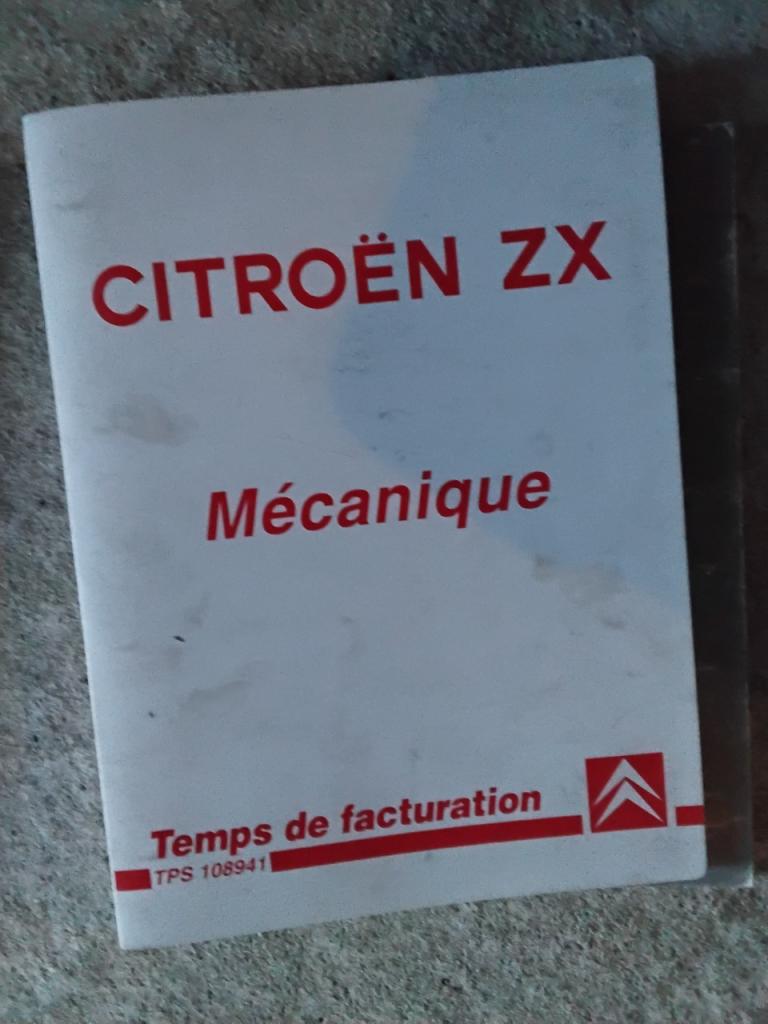 CITROËN ZX
Mécanique
Temps de facturation
TPS 108941